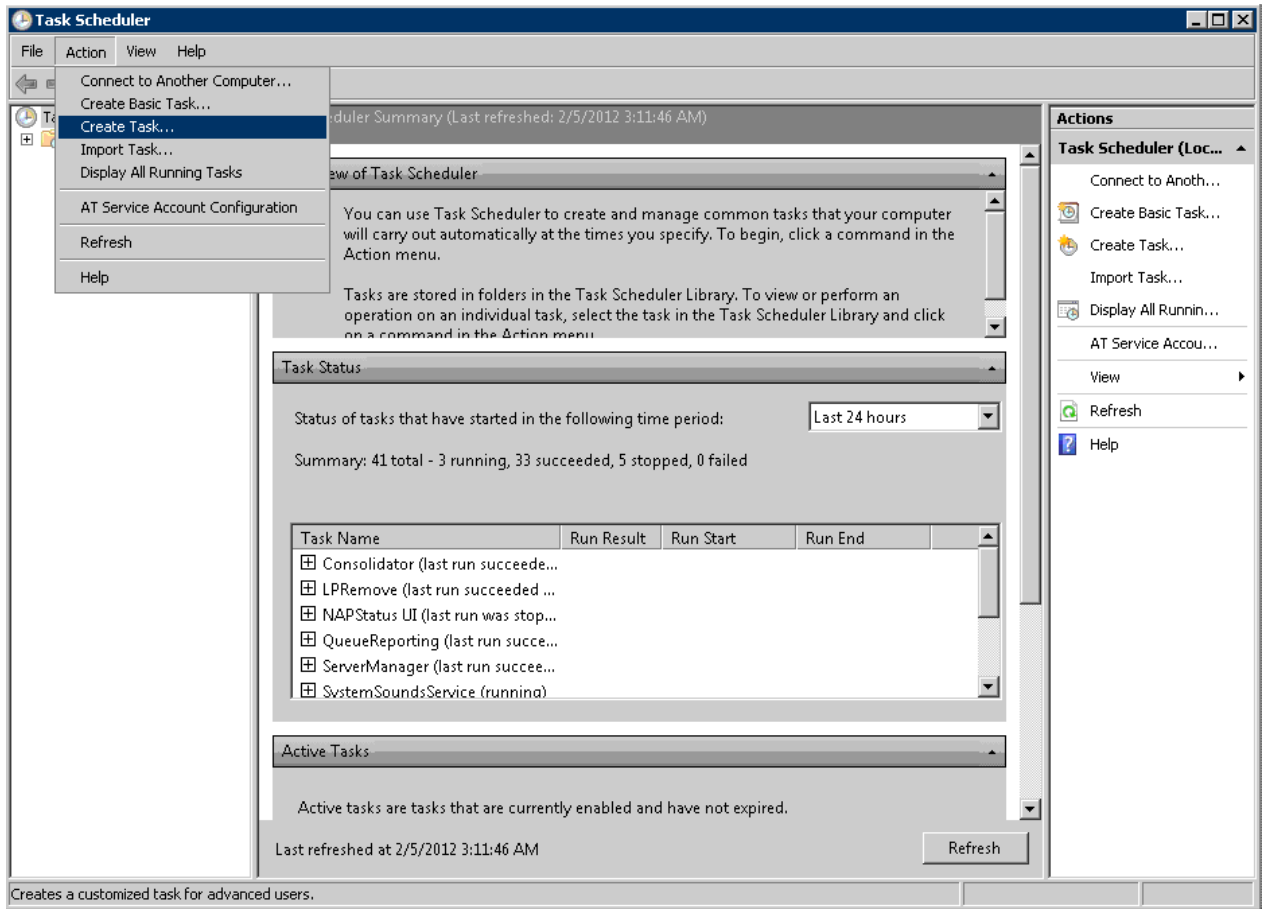 Task Scheduler
File Action View Help
Connect to Another Computer...
Create Basic Task...
Create Task...
Import Task...
Display All Running Tasks
AT Service Account Configuration
Refresh
Help
(Last refreshed: 2/5/2012 3:11:46 AM)
duler Summary
ew of Task Scheduler
You can use Task Scheduler to create and manage common tasks that your computer
will carry out automatically at the times you specify. To begin, click a command in the
Action menu.
Tasks are stored in folders in the Task Scheduler Library. To view or perform an
operation on an individual task, select the task in the Task Scheduler Library and click
on a command in the Action menu
Task Status
Status of tasks that have started in the following time period:
Last 24 hours
Summary: 41 total - 3 running, 33 succeeded, 5 stopped, 0 failed
Task Name Run Result Run Start Run End
Consolidator (last run succeede...
LPRemove (last run succeeded ...
NAPStatus UI (last run was stop...
QueueReporting (last run succe...
ServerManager (last run succee...
SystemSoundsService (running)
Active Tasks
Active tasks are tasks that are currently enabled and have not expired.
Last refreshed at 2/5/2012 3:11:46 AM
Refresh
Actions
Task Scheduler (Loc...
Connect to Anoth...
Create Basic Task...
Create Task...
Import Task...
Display All Runnin...
AT Service Accou...
View
Refresh
Help
Creates a customized task for advanced users.